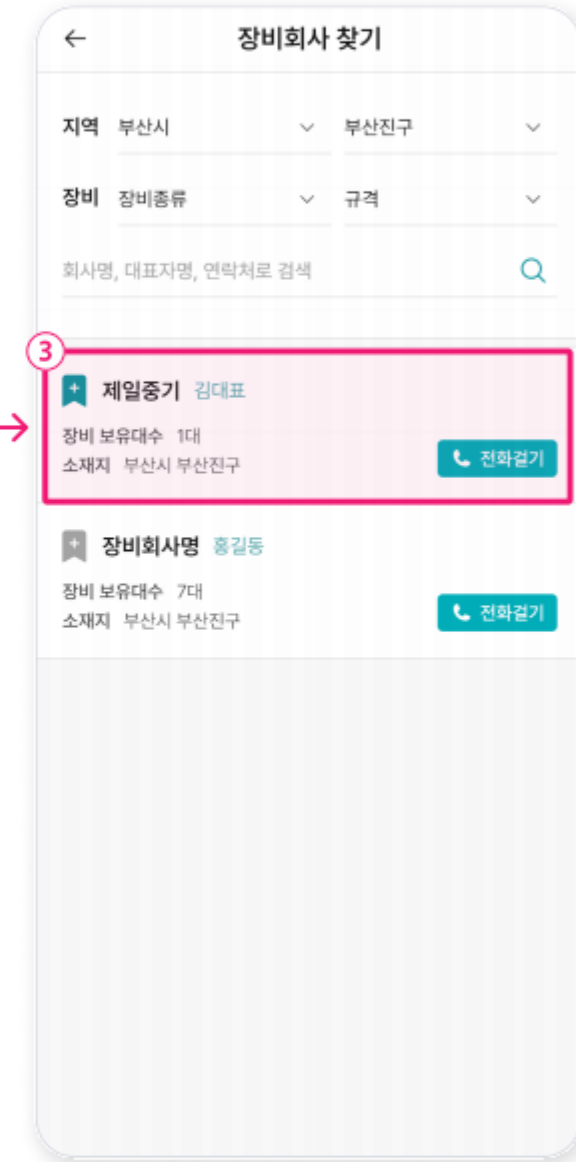 장비회사 찾기
지역 부산시 부산진구
장비 장비종류 규격
회사명, 대표자명, 연락처로 검색
3
제일중기 김대표
장비 보유대수 1대
소재지 부산시 부산진구
전화걸기
장비회사명 홍길동
장비 보유대수 7대
소재지 부산시 부산진구
전화걸기